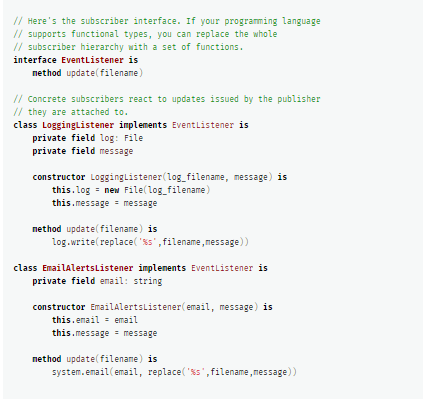 // Here's the subscriber interface. If your programming language
// supports functional types, you can replace the whole
// subscriber hierarchy with a set of functions.
interface EventListener is
    method update(filename)

// Concrete subscribers react to updates issued by the publisher
// they are attached to.
class LoggingListener implements EventListener is
    private field log: File
    private field message

    constructor LoggingListener(log_filename, message) is
        this.log = new File(log_filename)
        this.message = message

    method update(filename) is
        log.write(replace('%s',filename,message))

class EmailAlertsListener implements EventListener is
    private field email: string

    constructor EmailAlertsListener(email, message) is
        this.email = email
        this.message = message

    method update(filename) is
        system.email(email, replace('%s',filename,message))